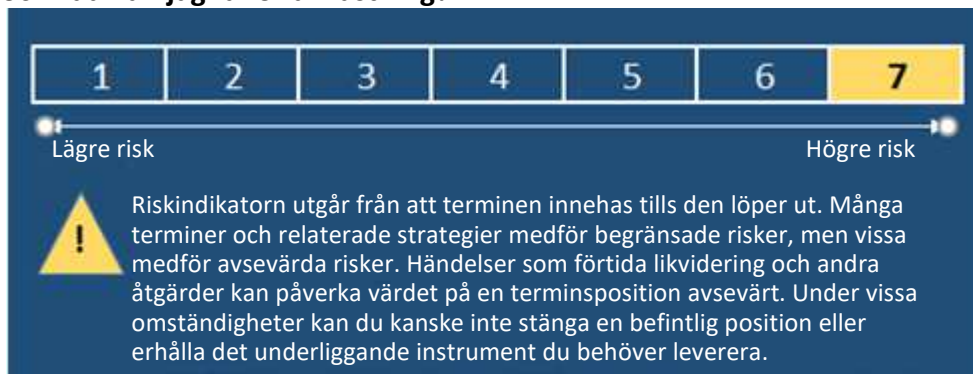 1 2 3 4 5 6 7
Lägre risk Högre risk
Riskindikatorn utgår från att terminen innehas tills den löper ut. Många
terminer och relaterade strategier medför begränsade risker, men vissa
medför avsevärda risker. Händelser som förtida likvidering och andra
åtgärder kan påverka värdet på en terminsposition avsevärt. Under vissa
omständigheter kan du kanske inte stänga en befintlig position eller
erhålla det underliggande instrument du behöver leverera.